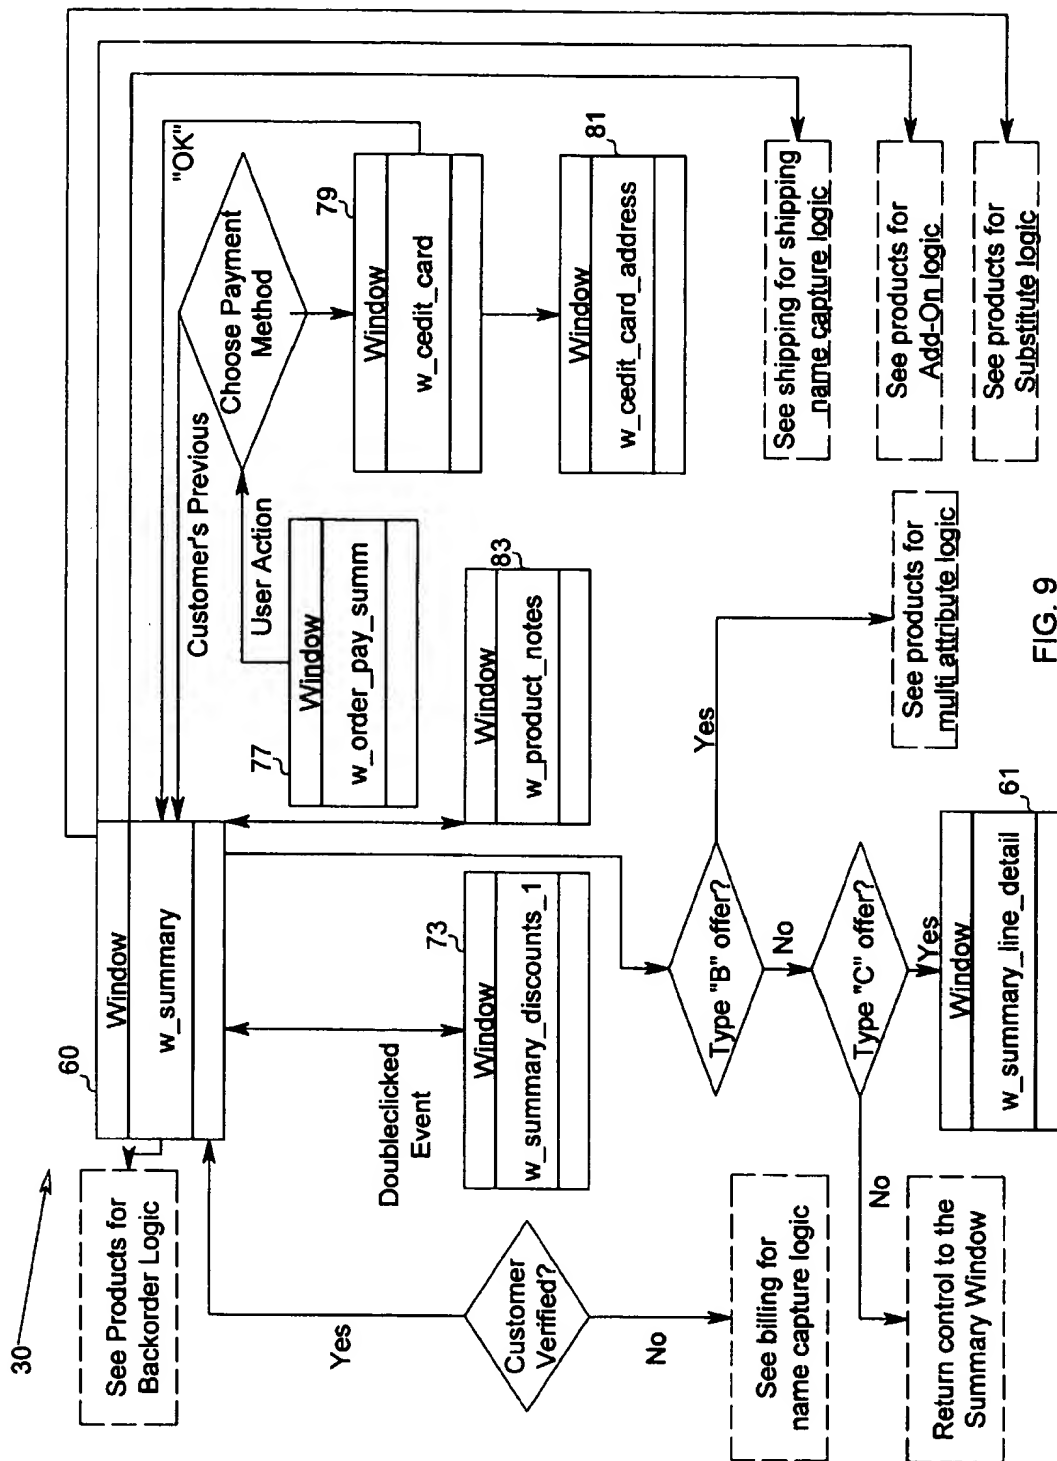 30
See Products for
Backorder Logic
60
Window
w_summary
Yes
Customer
Verified?
No
See billing for
name capture logic
Doubleclicked
Event
73
Window
w_summary_discounts_1
Type "B" offer?
Yes
No
Type "C" offer?
Yes
No
Return control to the
Summary Window
61
Window
w_summary_line_detail
See products for
multi attribute logic
83
Window
w_product_notes
77
Window
w_order_pay_summ
User Action
Customer's Previous
"OK"
Choose Payment
Method
79
Window
w_cedit_card
81
Window
w_cedit_card_address
See shipping for shipping
name capture logic
See products for
Add-On logic
See products for
Substitute logic
FIG. 9